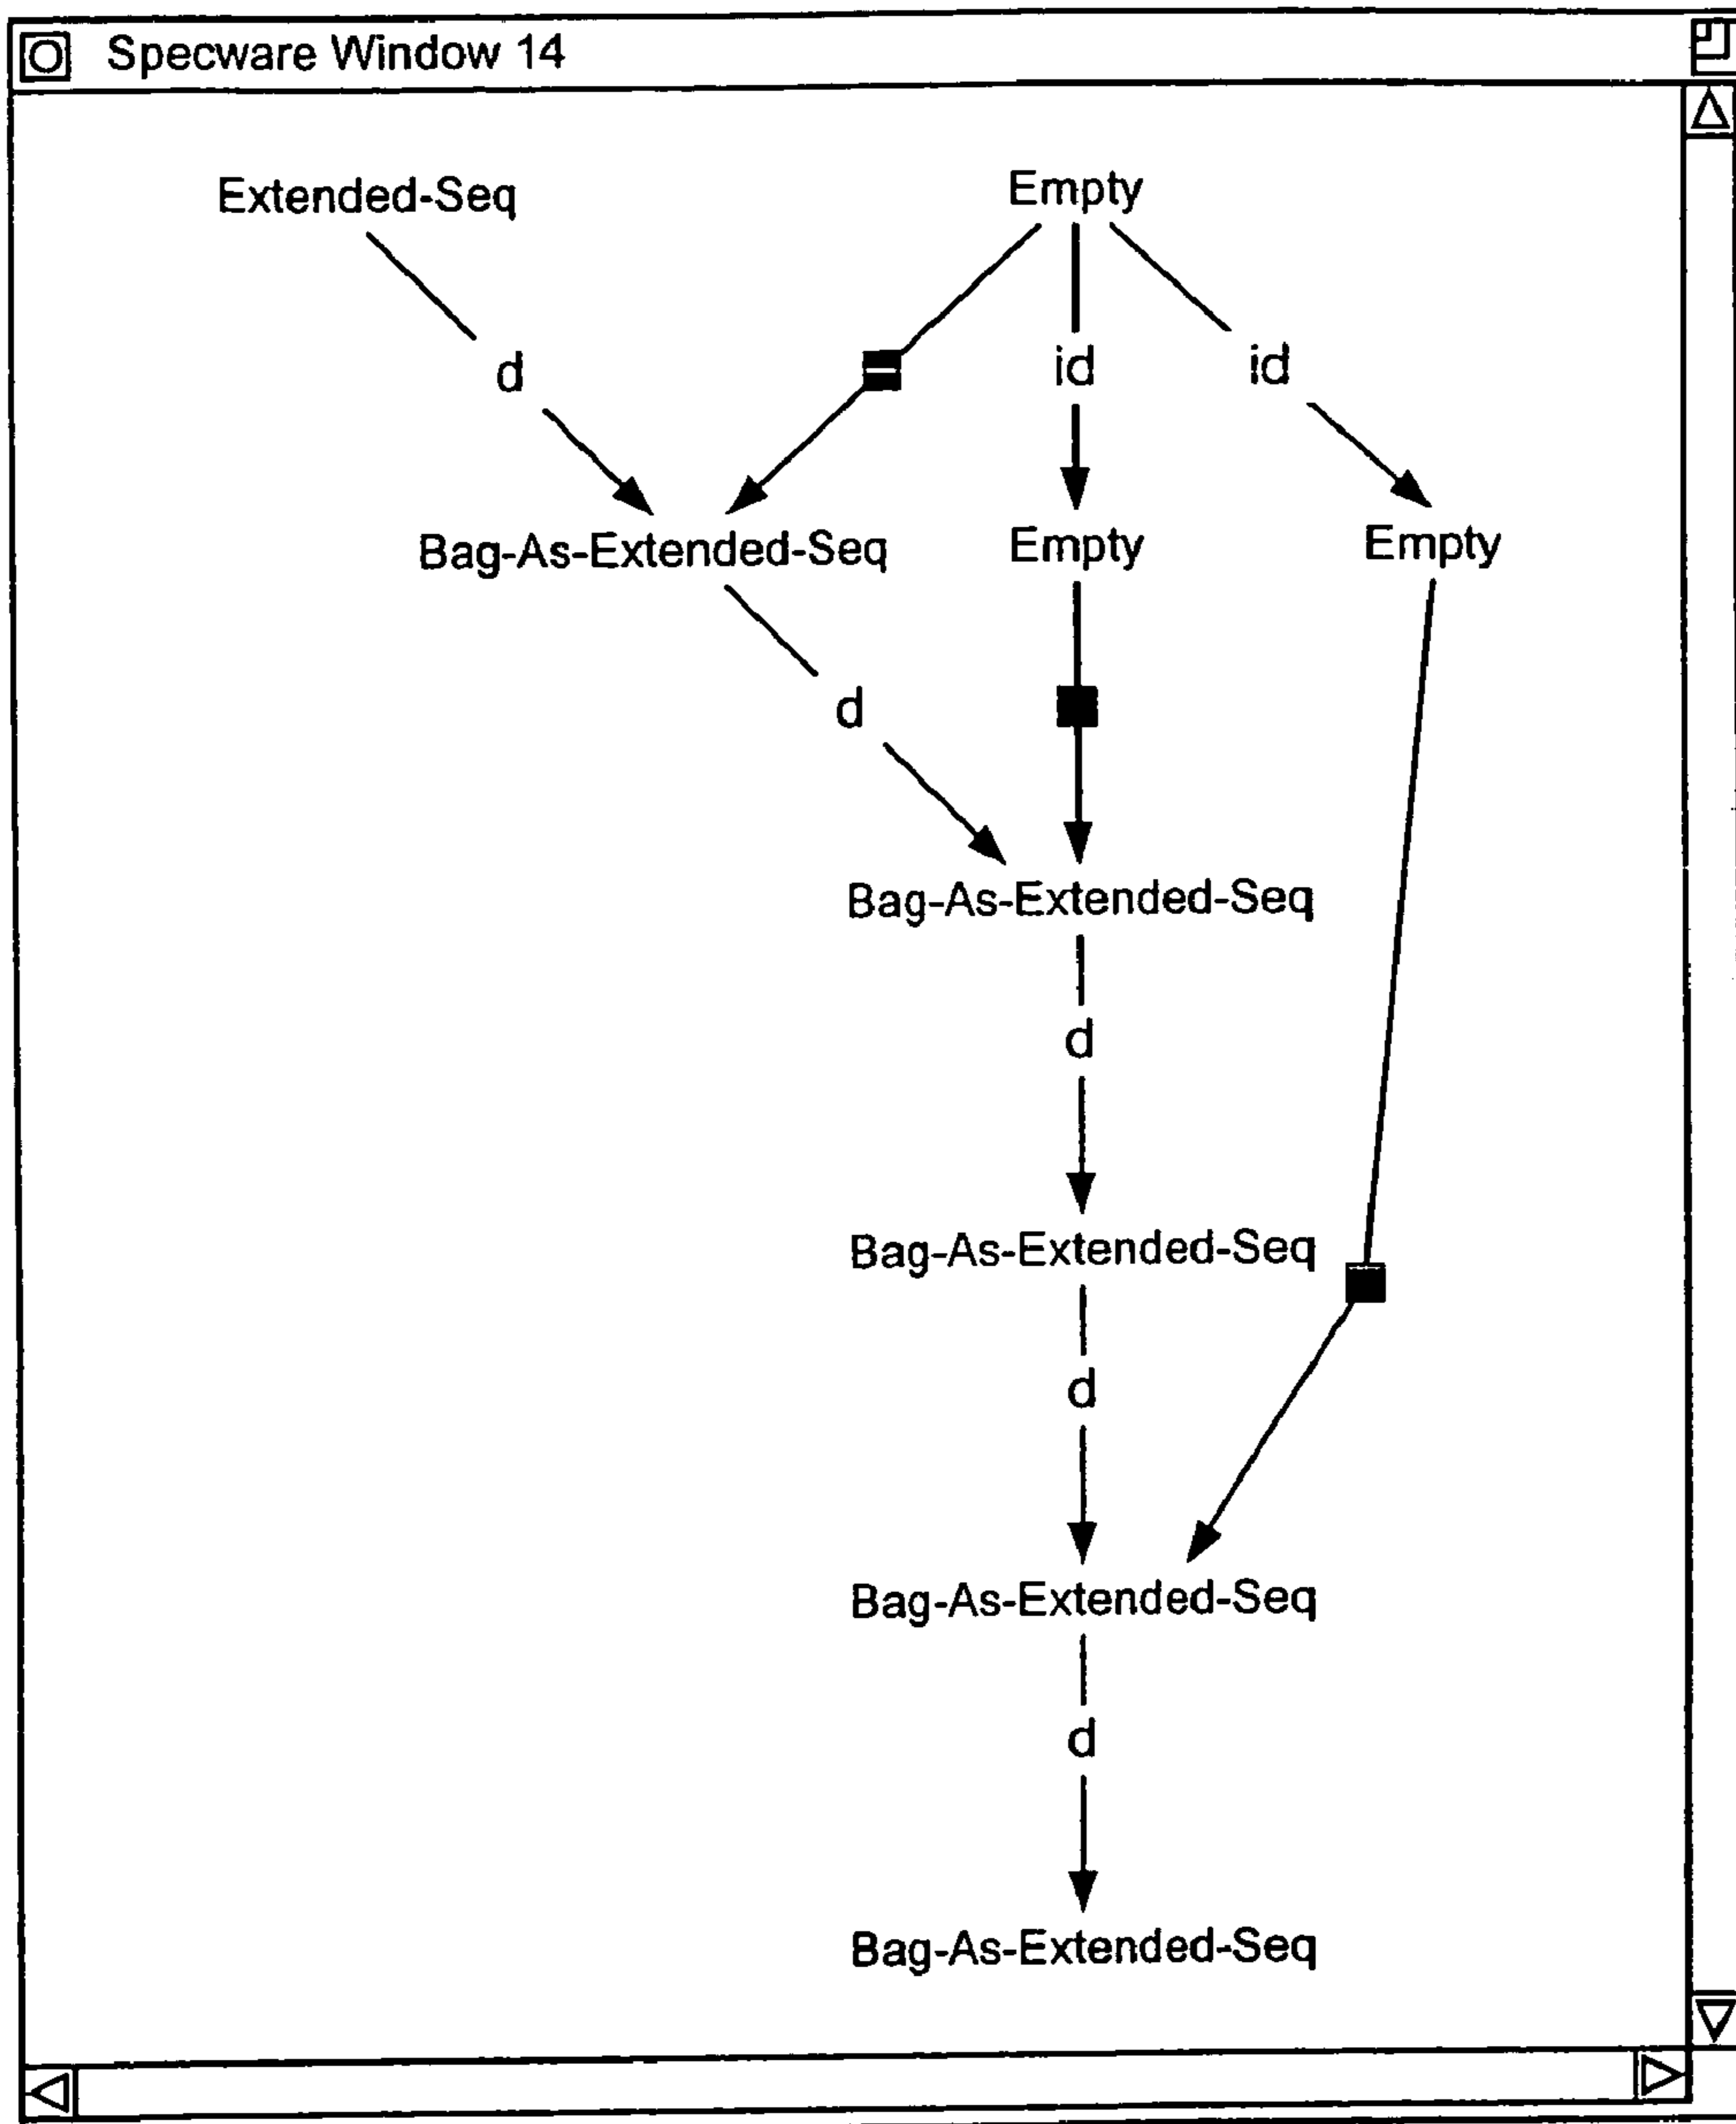 Specware Window 14
Extended-Seq
Empty
d
id
id
Bag-As-Extended-Seq
Empty
Empty
d
Bag-As-Extended-Seq
d
Bag-As-Extended-Seq
d
Bag-As-Extended-Seq
d
Bag-As-Extended-Seq